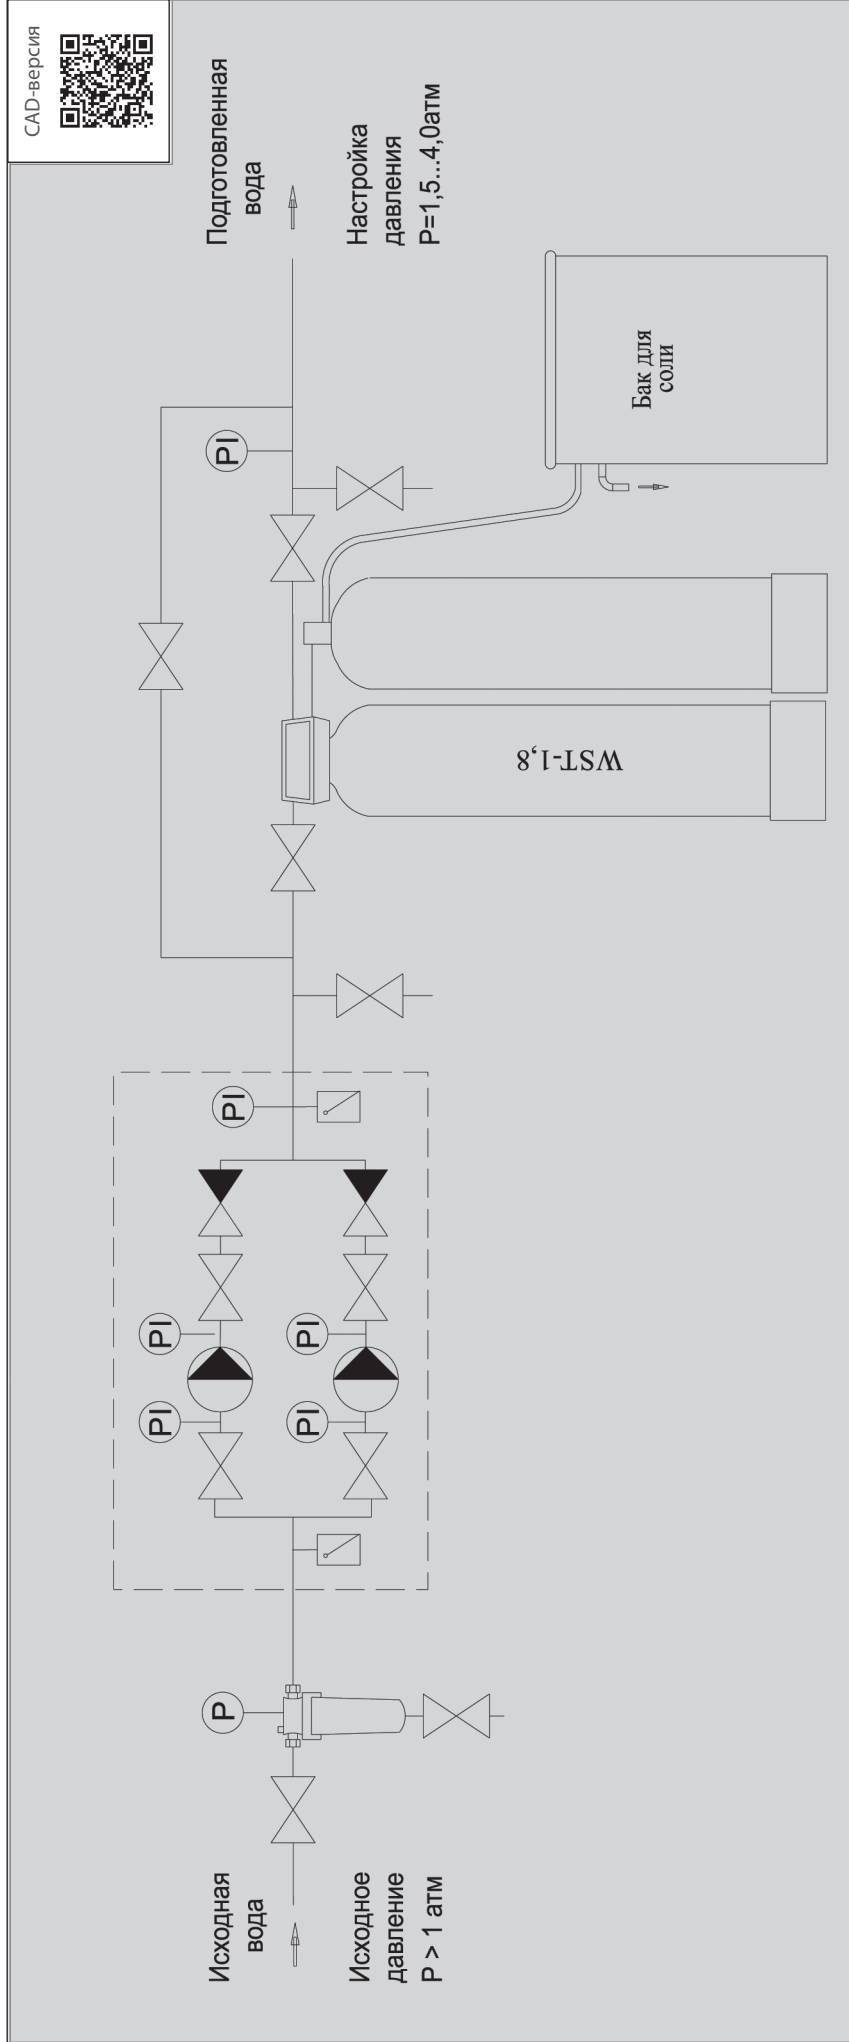 CAD-версия
Исходная
вода
Исходное
давление
P > 1 атм
P
PI
PI
PI
PI
PI
WST-1,8
PI
Бак для
соли
Подготовленная
вода
Настройка
давления
P=1,5...4,0атм